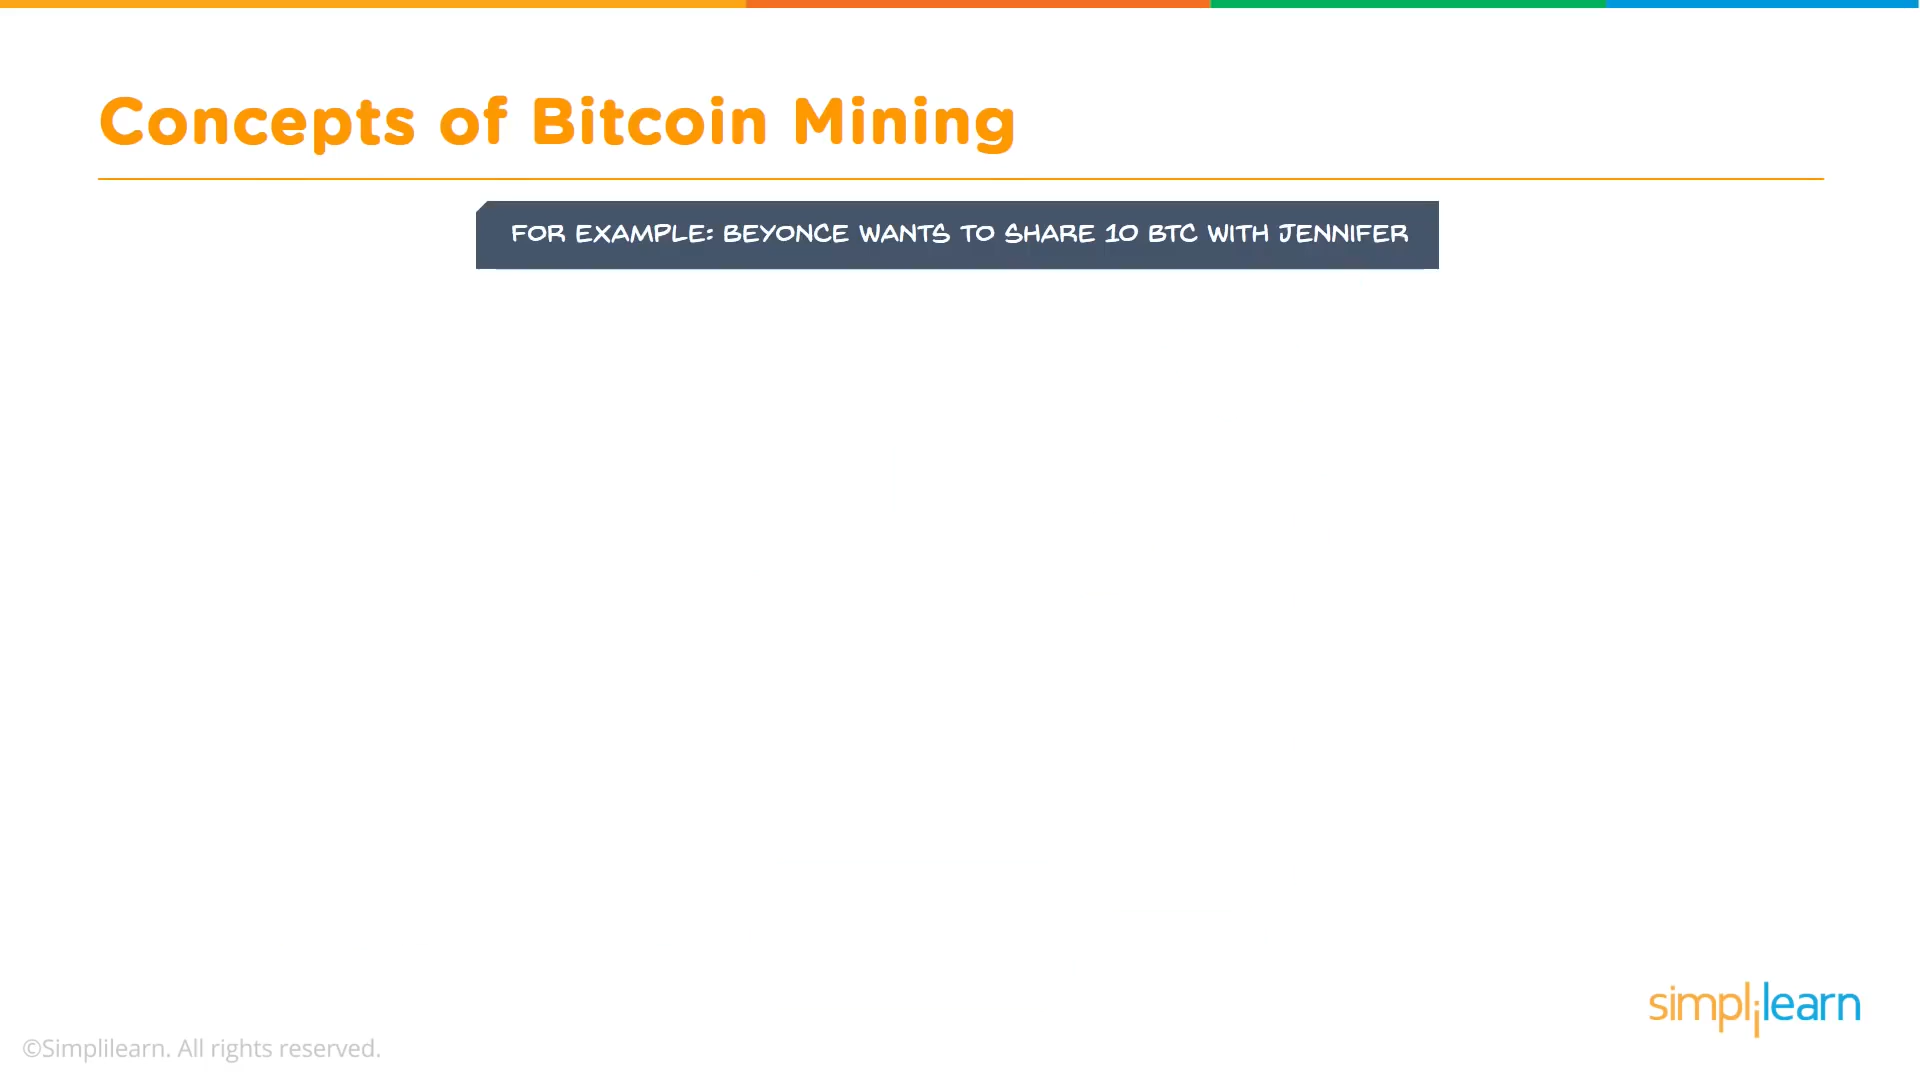 Concepts of Bitcoin Mining
FOR EXAMPLE: BEYONCE WANTS TO SHARE 10 BTC WITH JENNIFER
simplilearn
©Simplilearn. All rights reserved.